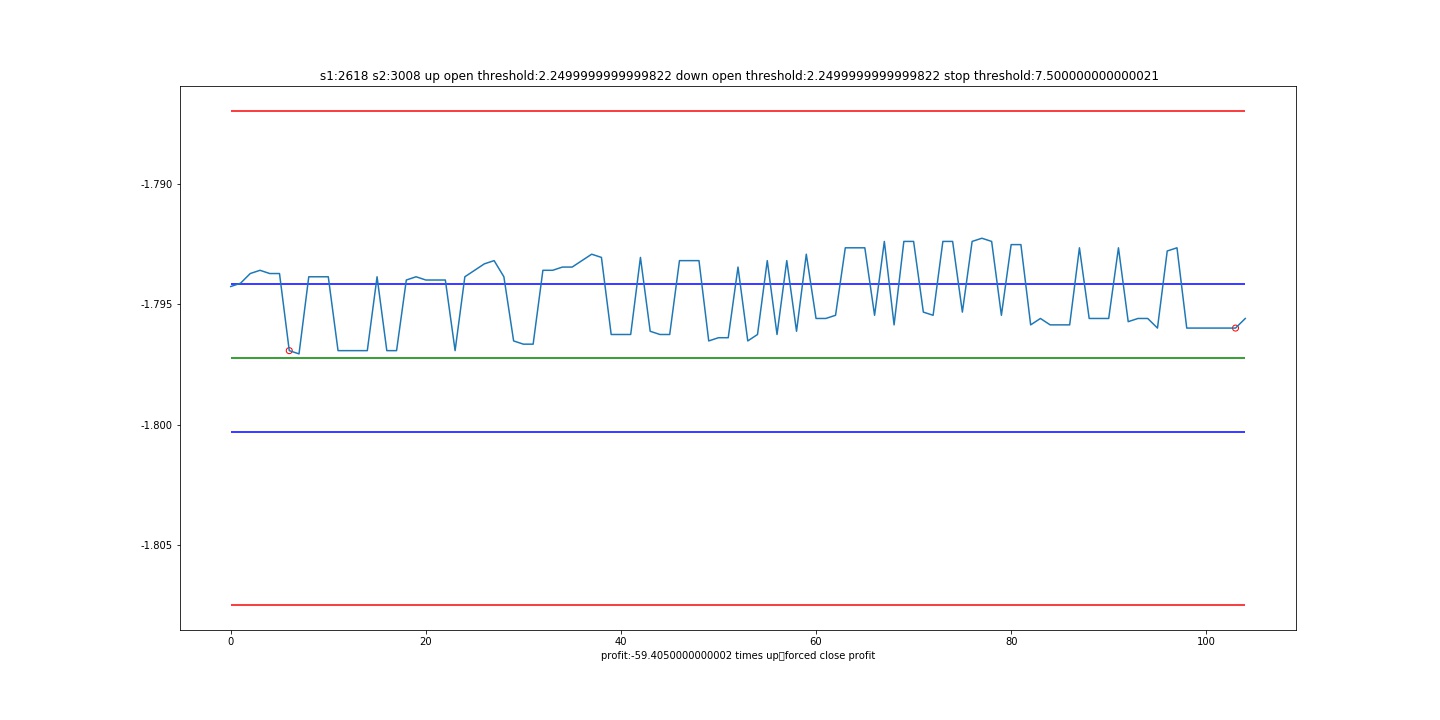 s1:2618 s2:3008 up open threshold:2.2499999999999822 down open threshold:2.2499999999999822 stop threshold:7.500000000000021
-1.790
-1.795
-1.800
-1.805
0 20 40 60 80 100
profit:-59.4050000000002 times up▯forced close profit